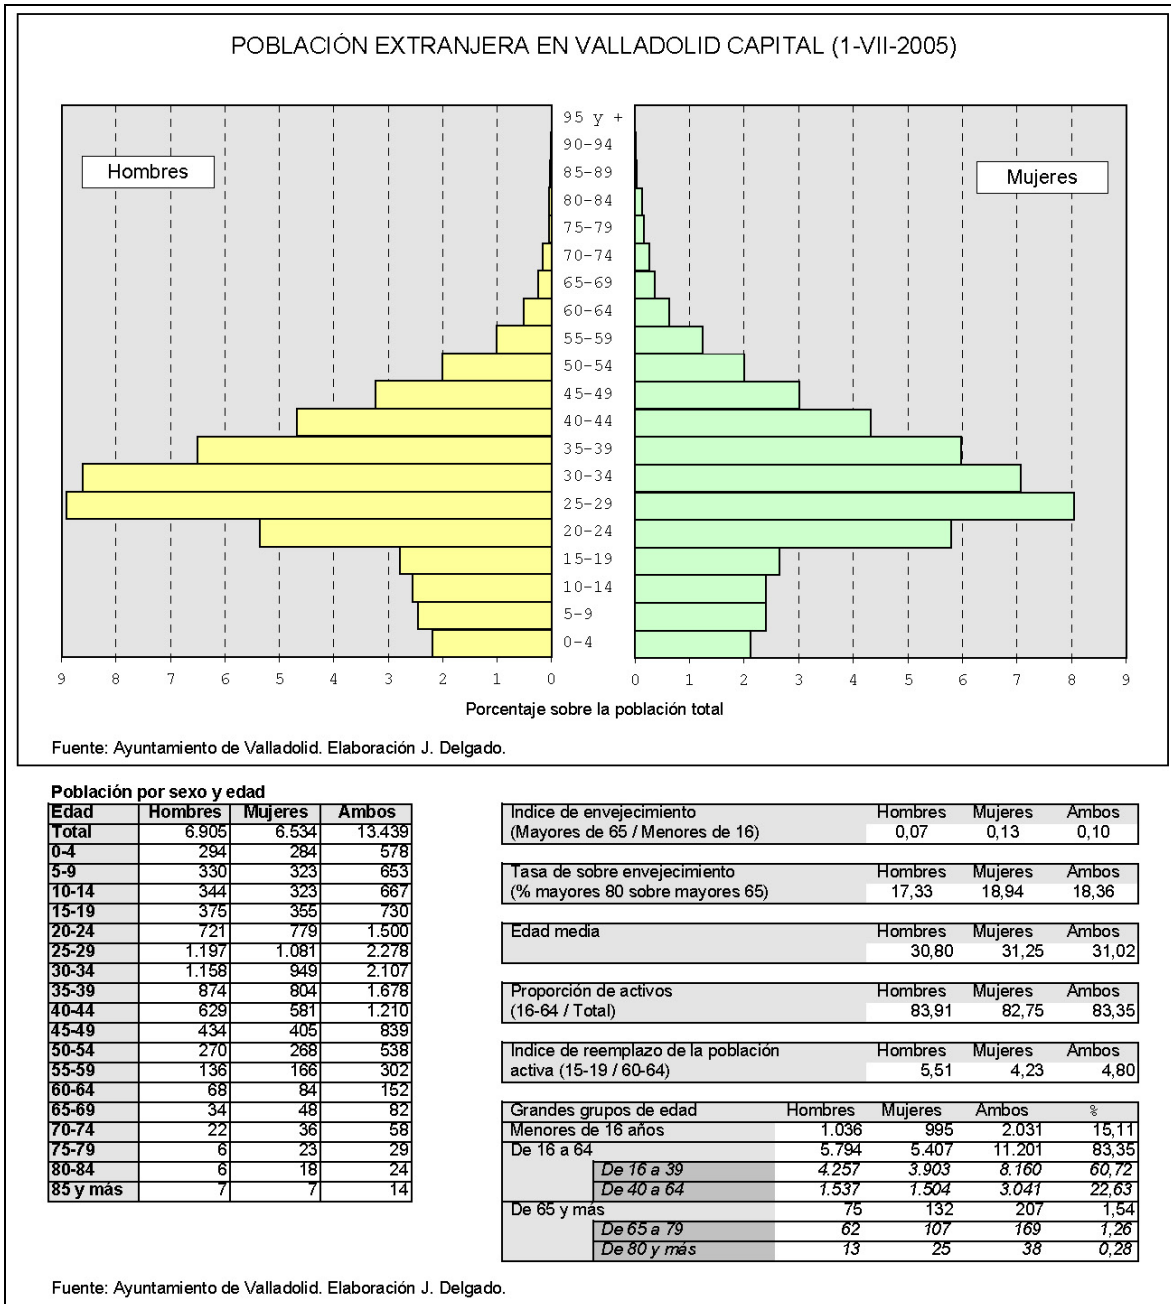 POBLACIÓN EXTRANJERA EN VALLADOLID CAPITAL (1-VII-2005)
Hombres
Mujeres
95 y +
90-94
85-89
80-84
75-79
70-74
65-69
60-64
55-59
50-54
45-49
40-44
35-39
30-34
25-29
20-24
15-19
10-14
5-9
0-4
9 8 7 6 5 4 3 2 1 0 0 1 2 3 4 5 6 7 8 9
Porcentaje sobre la población total
Fuente: Ayuntamiento de Valladolid. Elaboración J. Delgado.
Población por sexo y edad
Edad Hombres Mujeres Ambos
Total 6.905 6.534 13.439
0-4 294 284 578
5-9 330 323 653
10-14 344 323 667
15-19 375 355 730
20-24 721 779 1.500
25-29 1.197 1.081 2.278
30-34 1.158 949 2.107
35-39 874 804 1.678
40-44 629 581 1.210
45-49 434 405 839
50-54 270 268 538
55-59 136 166 302
60-64 68 84 152
65-69 34 48 82
70-74 22 36 58
75-79 6 23 29
80-84 6 18 24
85 y más 7 7 14
Indice de envejecimiento Hombres Mujeres Ambos
(Mayores de 65 / Menores de 16) 0,07 0,13 0,10
Tasa de sobre envejecimiento Hombres Mujeres Ambos
(% mayores 80 sobre mayores 65) 17,33 18,94 18,36
Edad media Hombres Mujeres Ambos
30,80 31,25 31,02
Proporción de activos Hombres Mujeres Ambos
(16-64 / Total) 83,91 82,75 83,35
Indice de reemplazo de la población Hombres Mujeres Ambos
activa (15-19 / 60-64) 5,51 4,23 4,80
Grandes grupos de edad Hombres Mujeres Ambos %
Menores de 16 años 1.036 995 2.031 15,11
De 16 a 64 5.794 5.407 11.201 83,35
De 16 a 39 4.257 3.903 8.160 60,72
De 40 a 64 1.537 1.504 3.041 22,63
De 65 y más 75 132 207 1,54
De 65 a 79 62 107 169 1,26
De 80 y más 13 25 38 0,28
Fuente: Ayuntamiento de Valladolid. Elaboración J. Delgado.